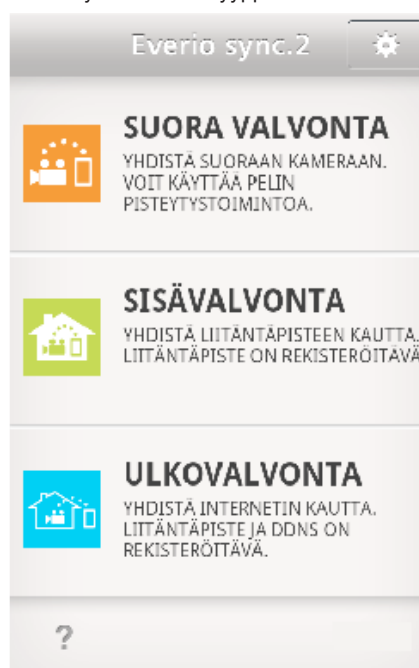 Everio sync.2
SUORA VALVONTA
YHDISTÄ SUORAAN KAMERAAN.
VOIT KÄYTTÄÄ PELIN
PISTEYTYSTOIMINTOA.
SISÄVALVONTA
YHDISTÄ LIITÄNTÄPISTEEN KAUTTA.
LIITÄNTÄPISTE ON REKISTERÖITÄVÄ
ULKOVALVONTA
YHDISTÄ INTERNETIN KAUTTA.
LIITÄNTÄPISTE JA DDNS ON
REKISTERÖTTÄVÄ.
?